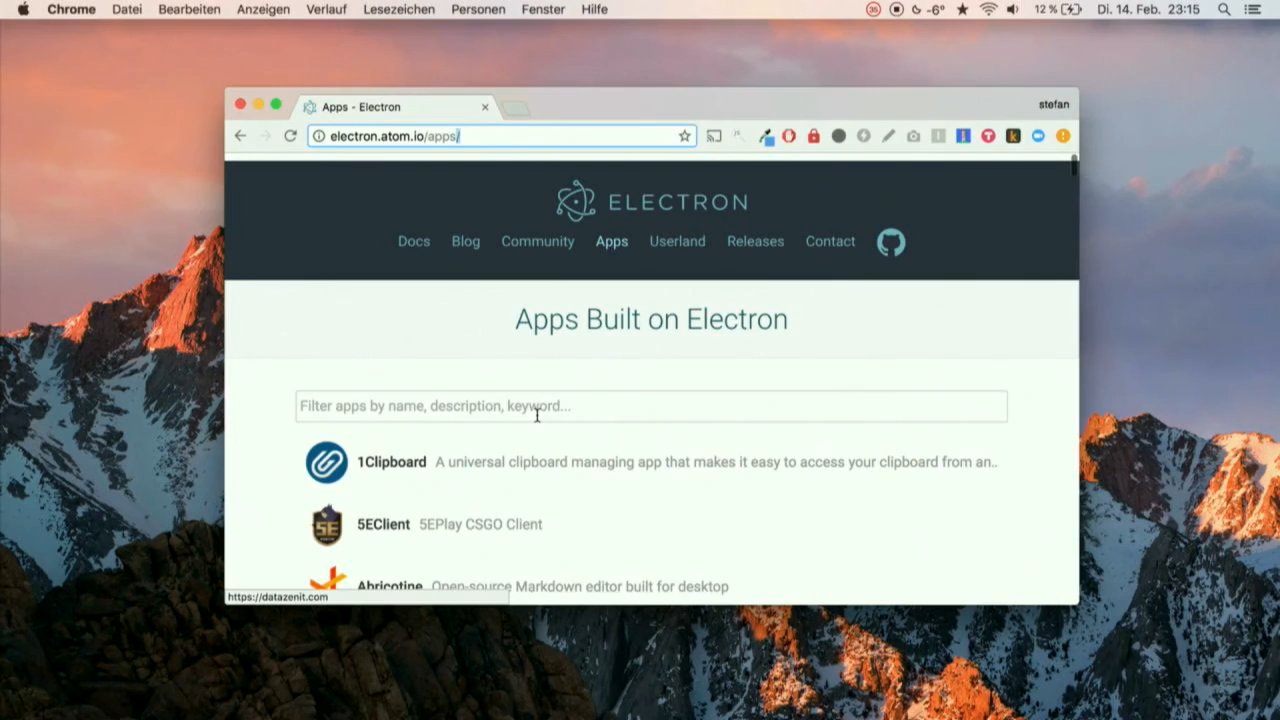 Chrome Datei Bearbeiten Anzeigen Verlauf Lesezeichen Personen Fenster Hilfe 35 -6° 12 % Di. 14. Feb. 23:15
Apps - Electron stefan
electron.atom.io/apps/
ELECTRON
Docs Blog Community Apps Userland Releases Contact
Apps Built on Electron
Filter apps by name, description, keyword...
1Clipboard A universal clipboard managing app that makes it easy to access your clipboard from an..
5E
5EClient 5EPlay CSGO Client
Abricotine Open-source Markdown editor built for desktop
https://datazenit.com